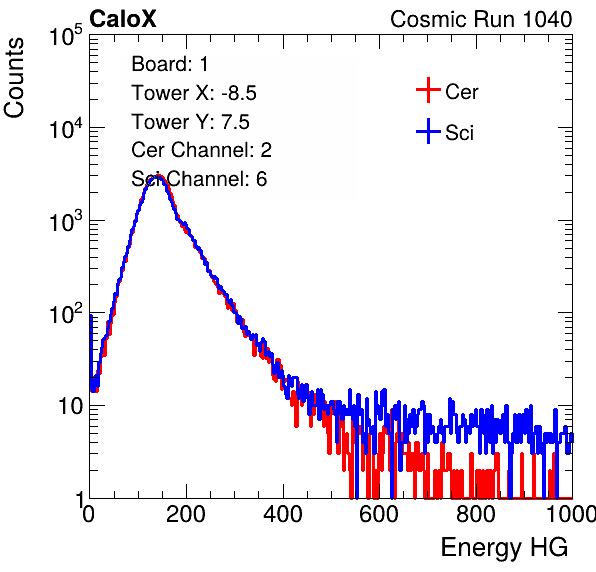 CaloX Cosmic Run 1040
Counts
10^5
10^4
10^3
10^2
10
1
Board: 1
Tower X: -8.5
Tower Y: 7.5
Cer Channel: 2
Sci Channel: 6
Cer
Sci
0 200 400 600 800 1000
Energy HG